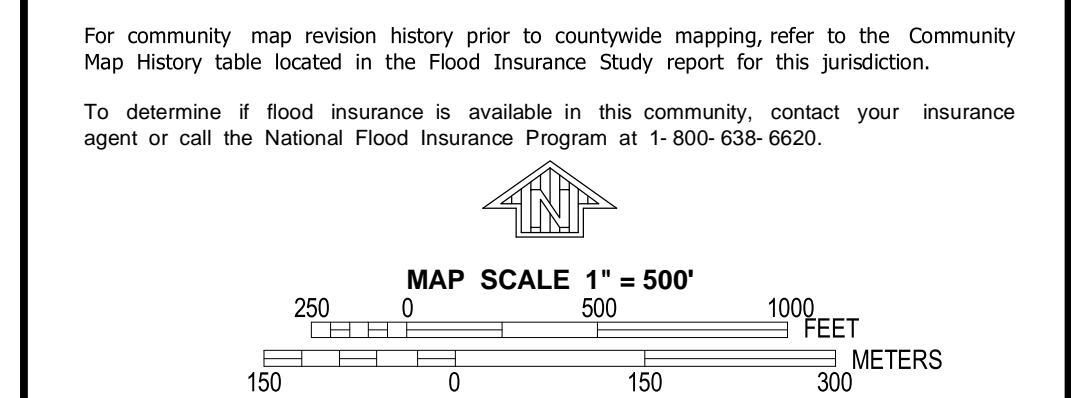 For community map revision history prior to countywide mapping, refer to the Community
Map History table located in the Flood Insurance Study report for this jurisdiction.
To determine if flood insurance is available in this community, contact your insurance
agent or call the National Flood Insurance Program at 1- 800- 638- 6620.
N
MAP SCALE 1" = 500'
250 0 500 1000
FEET
METERS
150 0 150 300